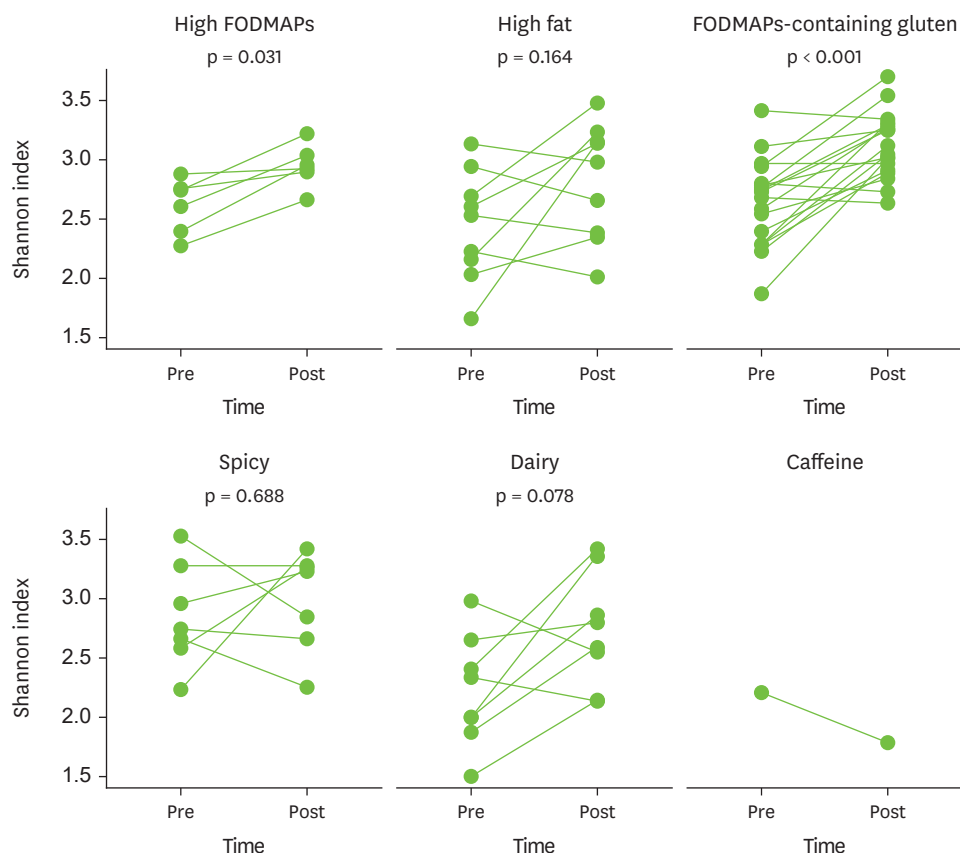 High FODMAPs
p = 0.031
High fat
p = 0.164
FODMAPs-containing gluten
p < 0.001
Shannon index
3.5
3.0
2.5
2.0
1.5
Pre
Post
Time
Pre
Post
Time
Pre
Post
Time
Spicy
p = 0.688
Dairy
p = 0.078
Caffeine
Shannon index
3.5
3.0
2.5
2.0
1.5
Pre
Post
Time
Pre
Post
Time
Pre
Post
Time